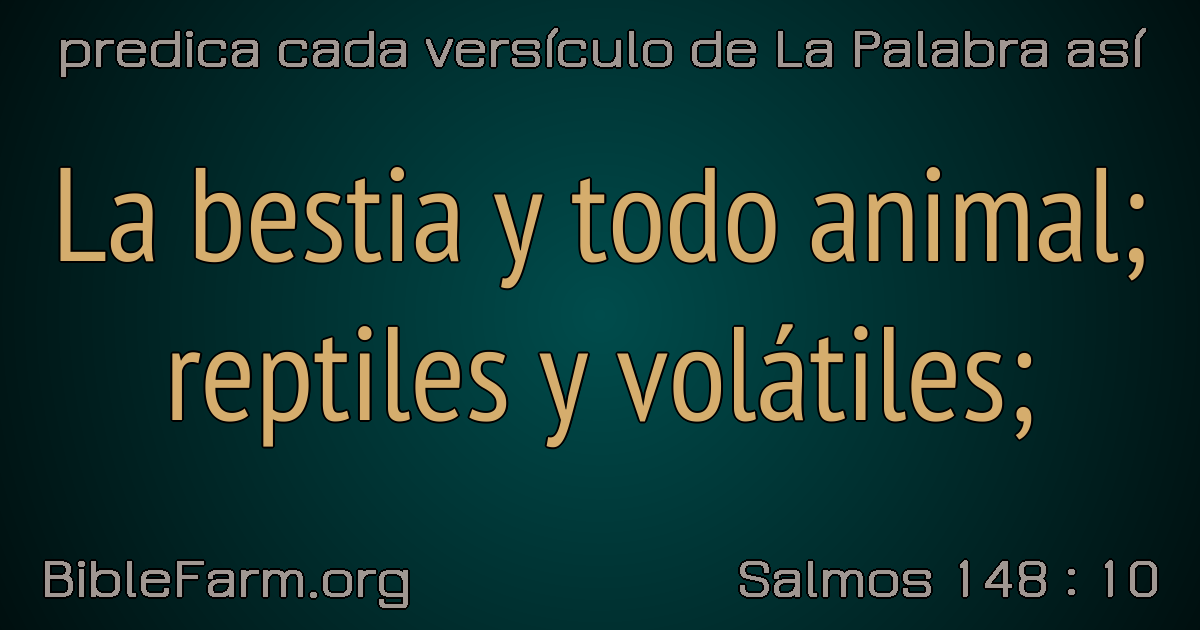 predica cada versículo de La Palabra así
La bestia y todo animal;
reptiles y volátiles;
BibleFarm.org
Salmos 148 : 10